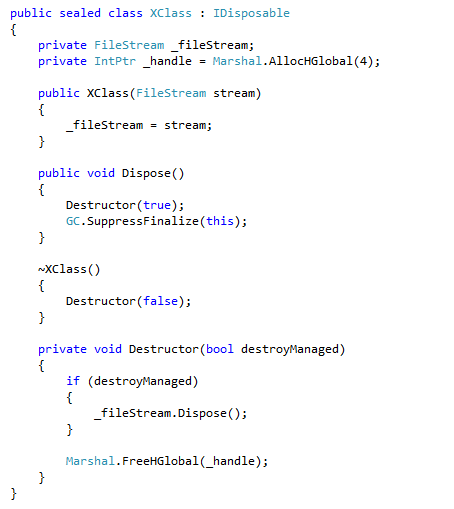 public sealed class XClass : IDisposable
{
    private FileStream _fileStream;
    private IntPtr _handle = Marshal.AllocHGlobal(4);

    public XClass(FileStream stream)
    {
        _fileStream = stream;
    }

    public void Dispose()
    {
        Destructor(true);
        GC.SuppressFinalize(this);
    }

    ~XClass()
    {
        Destructor(false);
    }

    private void Destructor(bool destroyManaged)
    {
        if (destroyManaged)
        {
            _fileStream.Dispose();
        }

        Marshal.FreeHGlobal(_handle);
    }
}